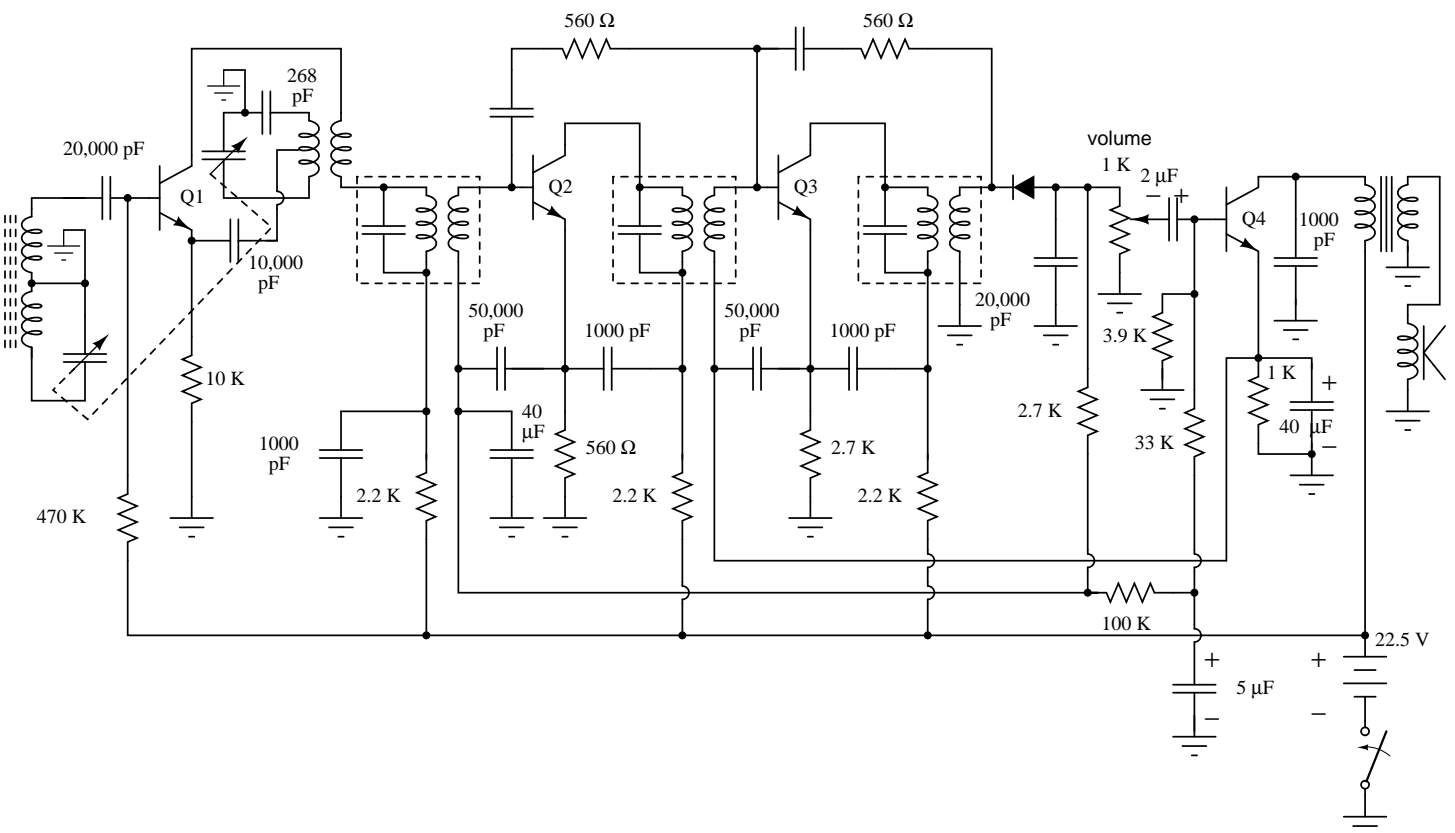 560 Ω
560 Ω
268
pF
20,000 pF
Q1
10,000
pF
Q2
Q3
volume
1 K
2 µF
− +
Q4
1000
pF
50,000
pF
1000 pF
50,000
pF
1000 pF
20,000
pF
3.9 K
10 K
1 K
+
40 µF
−
2.7 K
33 K
1000
pF
40
µF
560 Ω
2.7 K
2.2 K
2.2 K
2.2 K
470 K
100 K
22.5 V
+
5 µF
−
+
−